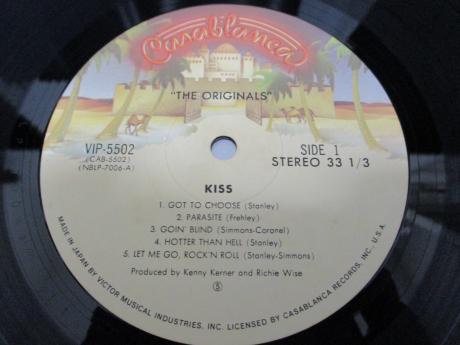 Casablanca
"THE ORIGINALS"
VIP-5502
(CAB-5502)
(NBLP-7006-A)
SIDE 1
STEREO 33 1/3
KISS
1. GOT TO CHOOSE (Stanley)
2. PARASITE (Frehley)
3. GOIN' BLIND (Simmons-Coronel)
4. HOTTER THAN HELL (Stanley)
5. LET ME GO, ROCK'N ROLL (Stanley-Simmons)
Produced by Kenny Kerner and Richie Wise
Ⓢ
MADE IN JAPAN BY VICTOR MUSICAL INDUSTRIES, INC. LICENSED BY CASABLANCA RECORDS, INC., U.S.A.